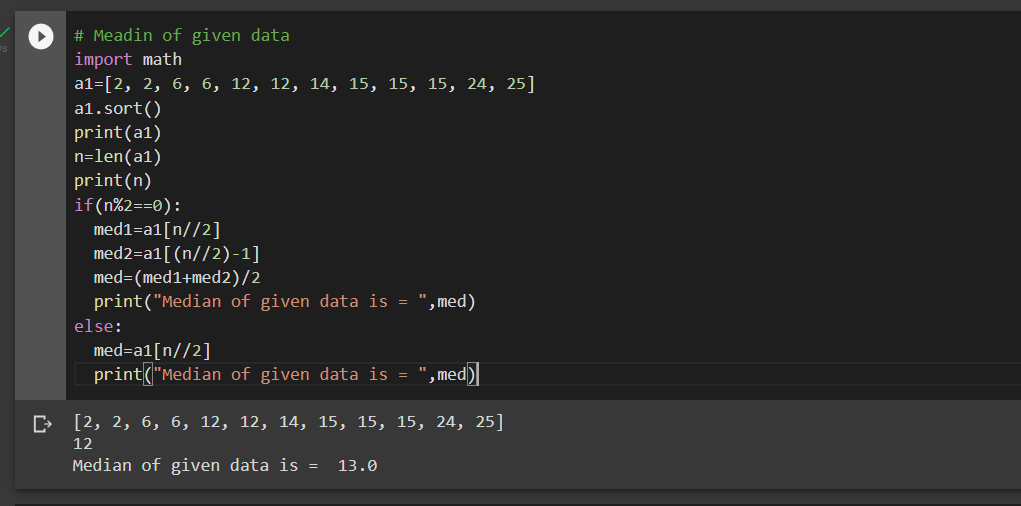 # Meadin of given data
import math
a1=[2, 2, 6, 6, 12, 12, 14, 15, 15, 15, 24, 25]
a1.sort()
print(a1)
n=len(a1)
print(n)
if(n%2==0):
  med1=a1[n//2]
  med2=a1[(n//2)-1]
  med=(med1+med2)/2
  print("Median of given data is = ",med)
else:
  med=a1[n//2]
  print("Median of given data is = ",med)
[2, 2, 6, 6, 12, 12, 14, 15, 15, 15, 24, 25]
12
Median of given data is =  13.0